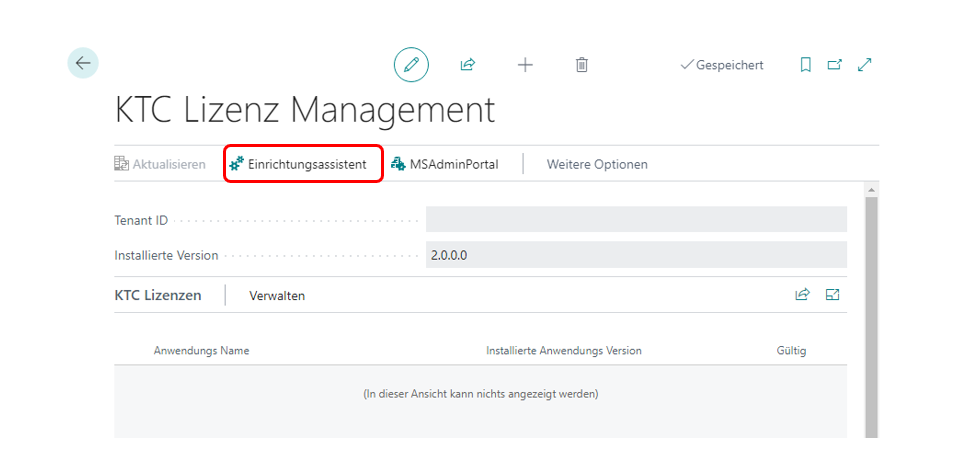 Gespeichert
KTC Lizenz Management
Aktualisieren Einrichtungsassistent MSAdminPortal Weitere Optionen
Tenant ID
Installierte Version 2.0.0.0
KTC Lizenzen Verwalten
Anwendungs Name Installierte Anwendungs Version Gültig
(In dieser Ansicht kann nichts angezeigt werden)